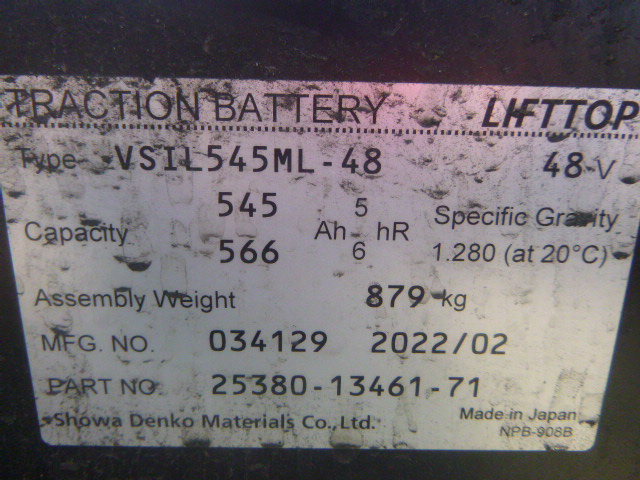 TRACTION BATTERY LIFTTOP
Type VSIL545ML-48 48 V
Capacity 545 Ah 5 hR Specific Gravity
566 6 1.280 (at 20°C)
Assembly Weight 879 kg
MFG. NO. 034129 2022/02
PART NO. 25380-13461-71
Showa Denko Materials Co., Ltd. Made in Japan
NPB-908B